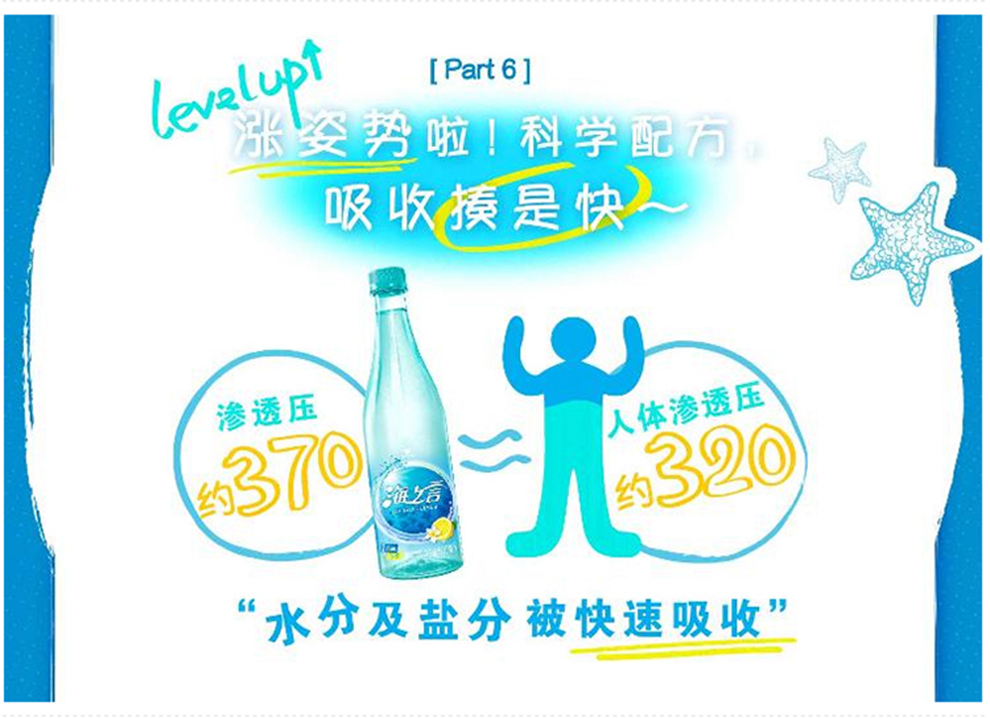 [ Part 6 ]
Level up
涨姿势啦！科学配方，
吸收揍是快～
渗透压
约370
海之言
人体渗透压
约320
“水分及盐分 被快速吸收”